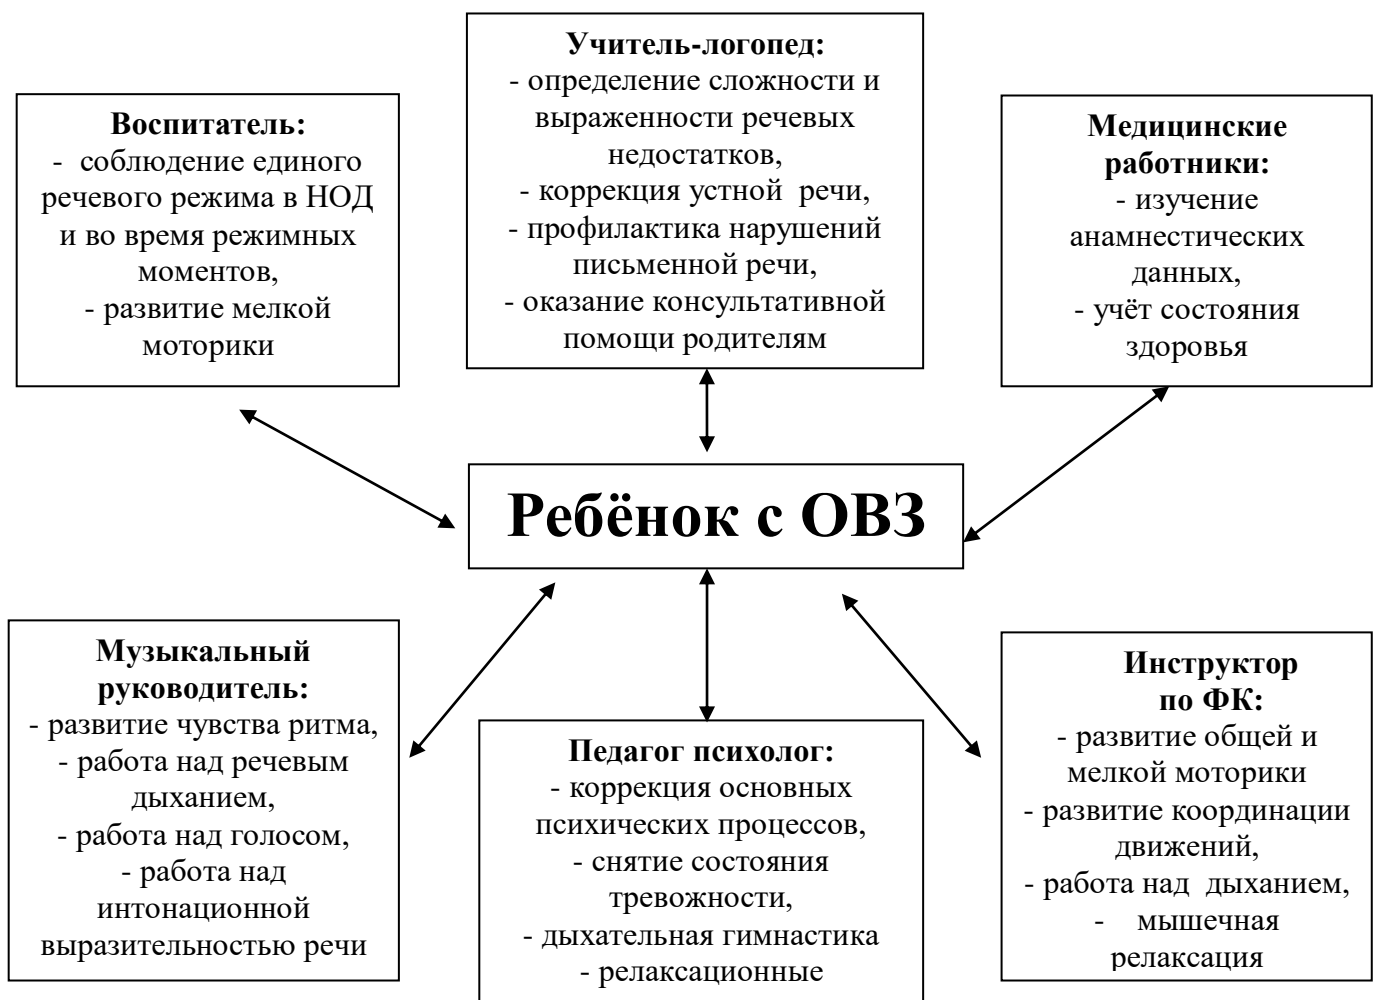 Учитель-логопед:
- определение сложности и
выраженности речевых
недостатков,
- коррекция устной речи,
- профилактика нарушений
письменной речи,
- оказание консультативной
помощи родителям
Воспитатель:
- соблюдение единого
речевого режима в НОД
и во время режимных
моментов,
- развитие мелкой
моторики
Медицинские
работники:
- изучение
анамнестических
данных,
- учёт состояния
здоровья
Ребёнок с ОВЗ
Музыкальный
руководитель:
- развитие чувства ритма,
- работа над речевым
дыханием,
- работа над голосом,
- работа над
интонационной
выразительностью речи
Педагог психолог:
- коррекция основных
психических процессов,
- снятие состояния
тревожности,
- дыхательная гимнастика
- релаксационные
Инструктор
по ФК:
- развитие общей и
мелкой моторики
- развитие координации
движений,
- работа над дыханием,
- мышечная
релаксация